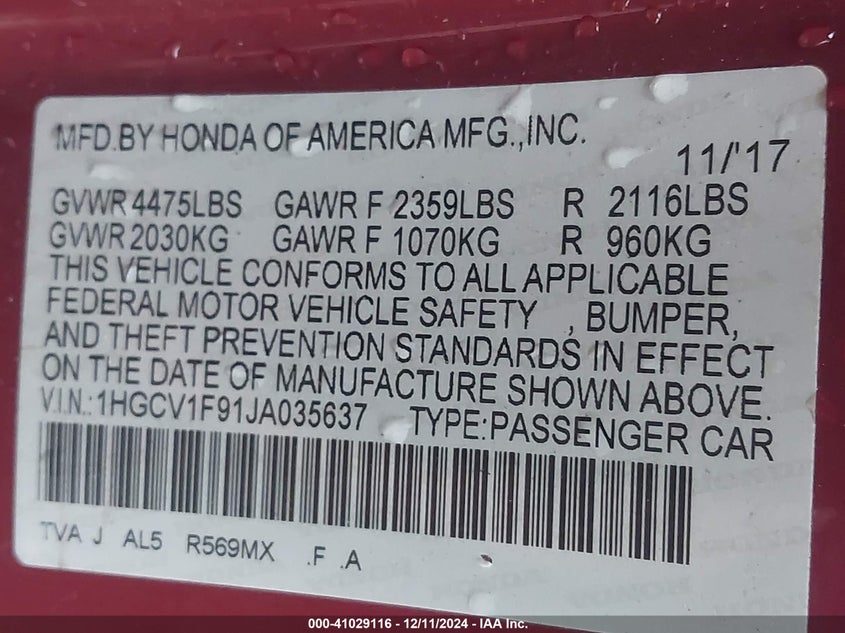 MFD.BY HONDA OF AMERICA MFG.,INC.
11/'17
GVWR 4475LBS GAWR F 2359LBS R 2116LBS
GVWR 2030KG GAWR F 1070KG R 960KG
THIS VEHICLE CONFORMS TO ALL APPLICABLE
FEDERAL MOTOR VEHICLE SAFETY , BUMPER,
AND THEFT PREVENTION STANDARDS IN EFFECT
ON THE DATE OF MANUFACTURE SHOWN ABOVE.
V.I.N.:1HGCV1F91JA035637 TYPE:PASSENGER CAR
TVA J AL5 R569MX .F .A
000-41029116 - 12/11/2024 - IAA Inc.